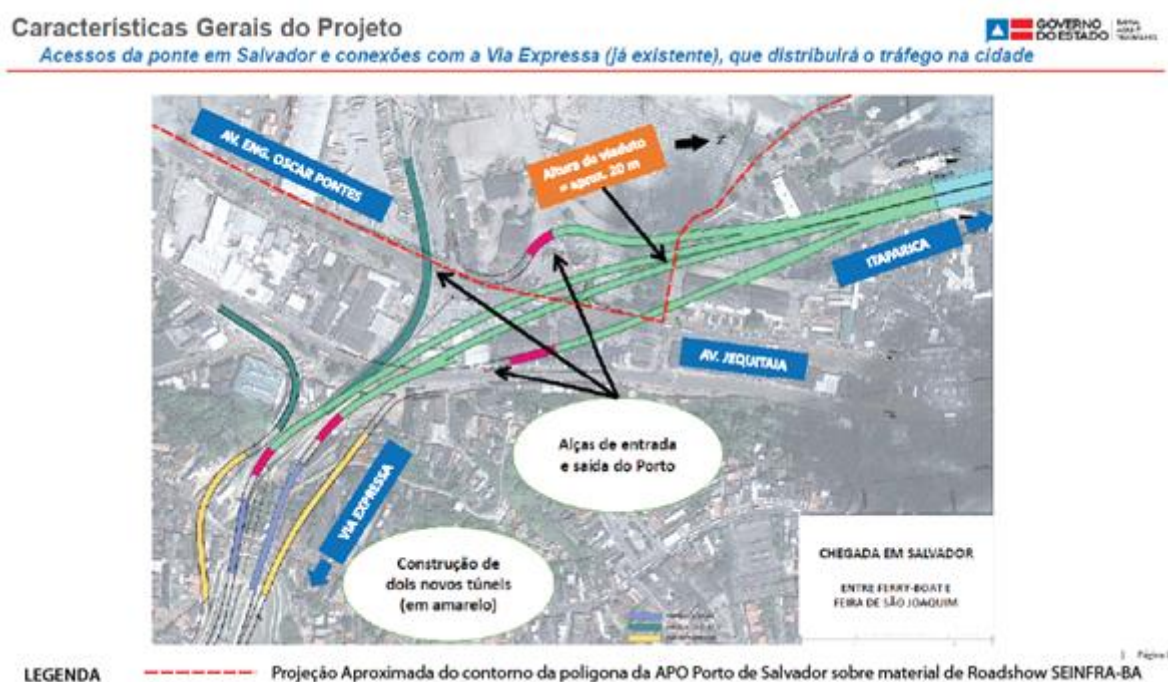 Características Gerais do Projeto
GOVERNO
DO ESTADO
Acessos da ponte em Salvador e conexões com a Via Expressa (já existente), que distribuirá o tráfego na cidade
AV. ENG. OSCAR PONTES
Altura do viaduto
= aprox. 20 m
ITAPARICA
AV. JEQUITAIA
Alças de entrada
e saída do Porto
VIA EXPRESSA
Construção de
dois novos túneis
(em amarelo)
CHEGADA EM SALVADOR
ENTRE FERRY-BOAT E
FEIRA DE SÃO JOAQUIM
Página
LEGENDA
Projeção Aproximada do contorno da poligona da APO Porto de Salvador sobre material de Roadshow SEINFRA-BA